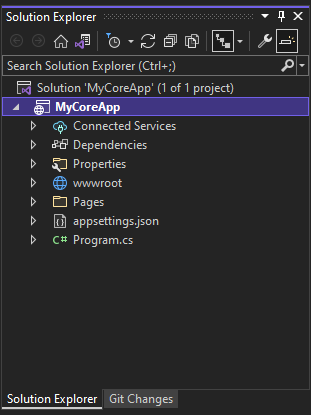 Solution Explorer
Search Solution Explorer (Ctrl+;)
Solution 'MyCoreApp' (1 of 1 project)
MyCoreApp
Connected Services
Dependencies
Properties
wwwroot
Pages
appsettings.json
C# Program.cs
Solution Explorer Git Changes